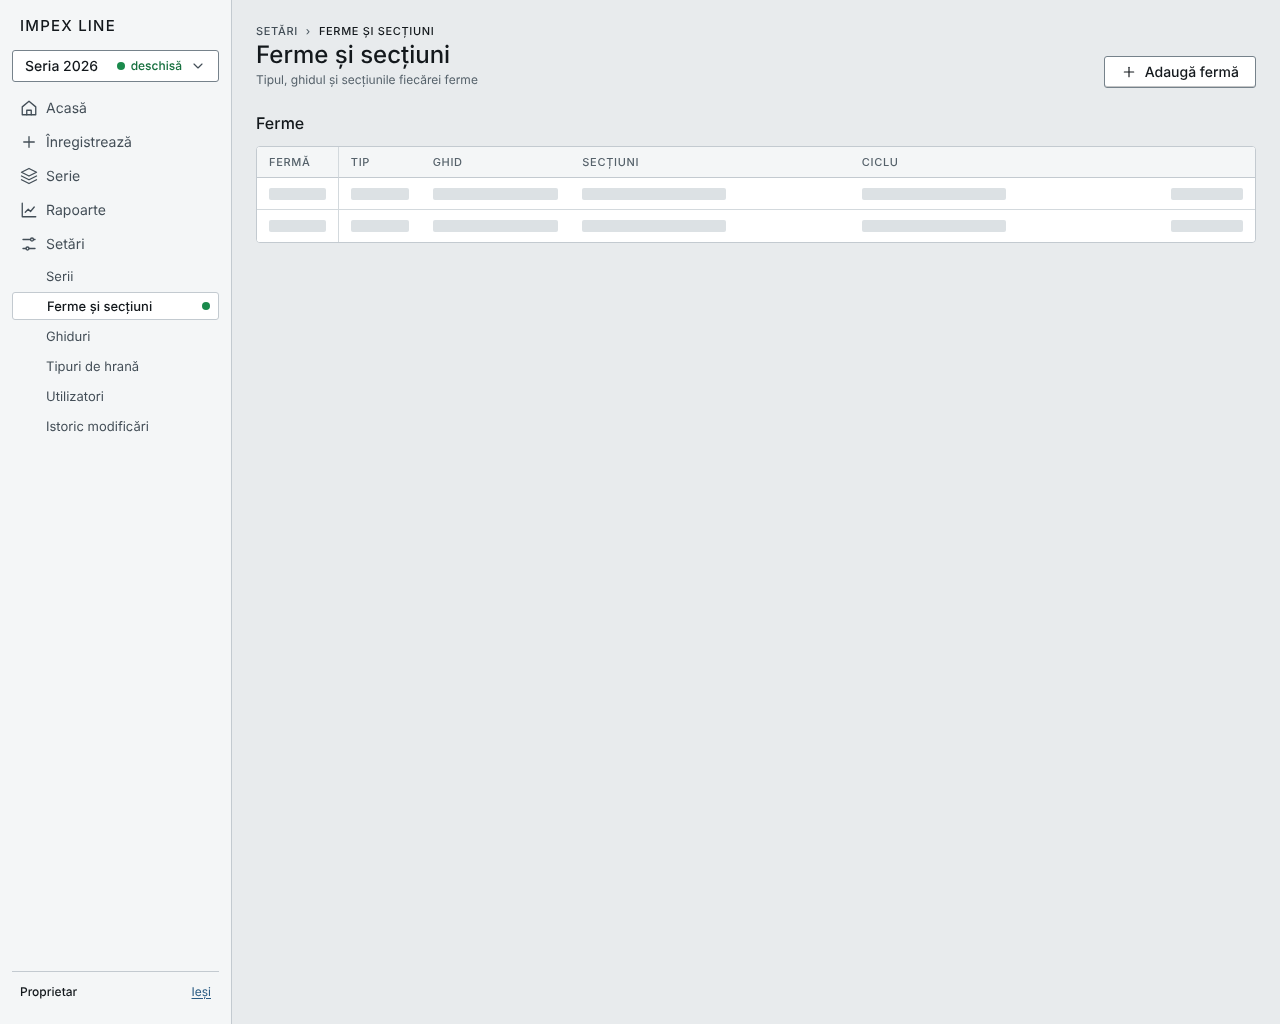 IMPEX LINE
Seria 2026 deschisă
Acasă
Înregistrează
Serie
Rapoarte
Setări
Serii
Ferme și secțiuni
Ghiduri
Tipuri de hrană
Utilizatori
Istoric modificări
Proprietar Ieși
SETĂRI › FERME ȘI SECȚIUNI
Ferme și secțiuni
Tipul, ghidul și secțiunile fiecărei ferme
Adaugă fermă
Ferme
FERMĂ TIP GHID SECȚIUNI CICLU